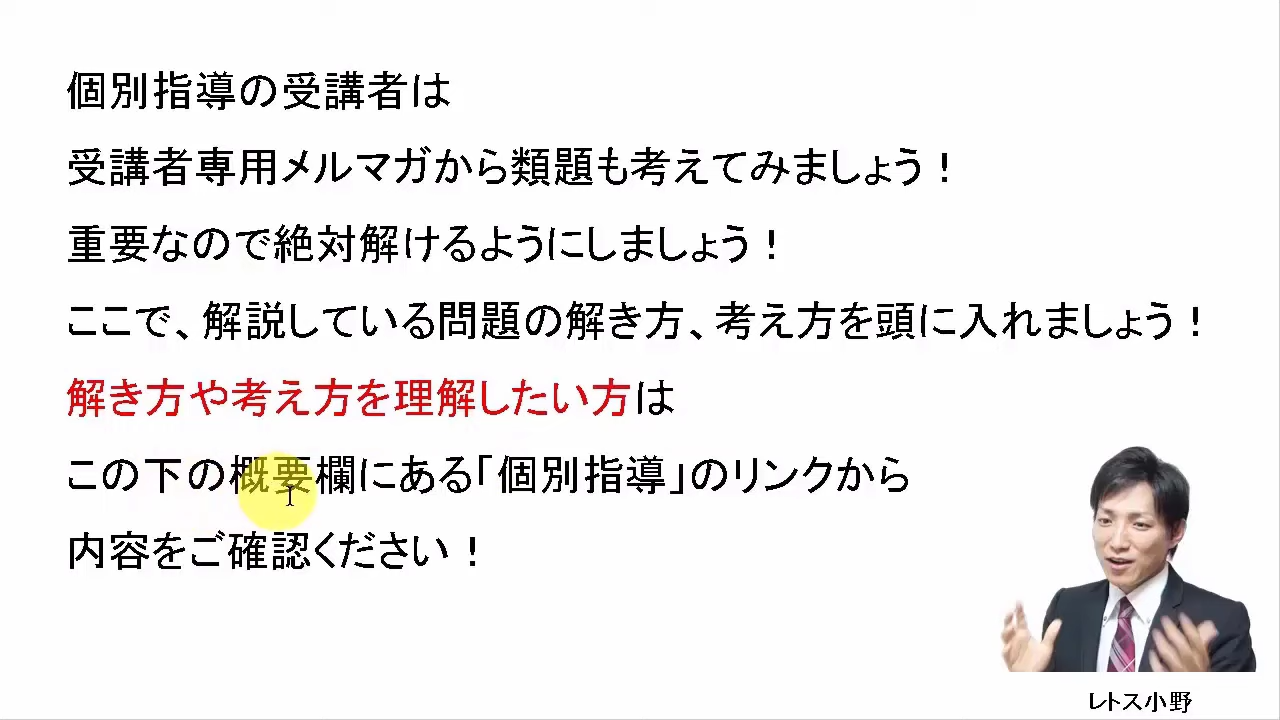 個別指導の受講者は
受講者専用メルマガから類題も考えてみましょう！
重要なので絶対解けるようにしましょう！
ここで、解説している問題の解き方、考え方を頭に入れましょう！
解き方や考え方を理解したい方は
この下の概要欄にある「個別指導」のリンクから
内容をご確認ください！
レトス小野